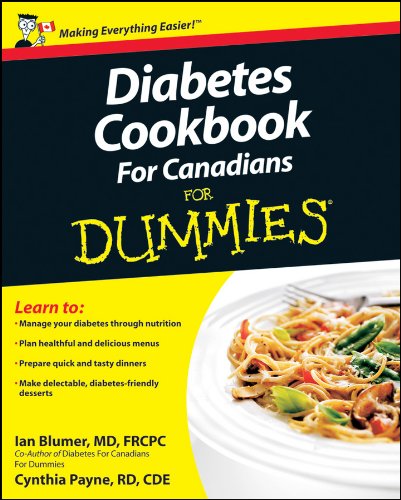 Making Everything Easier!™
Diabetes
Cookbook
For Canadians
FOR
DUMMIES®
Learn to:
• Manage your diabetes through nutrition
• Plan healthful and delicious menus
• Prepare quick and tasty dinners
• Make delectable, diabetes-friendly
desserts
Ian Blumer, MD, FRCPC
Co-Author of Diabetes For Canadians
For Dummies
Cynthia Payne, RD, CDE